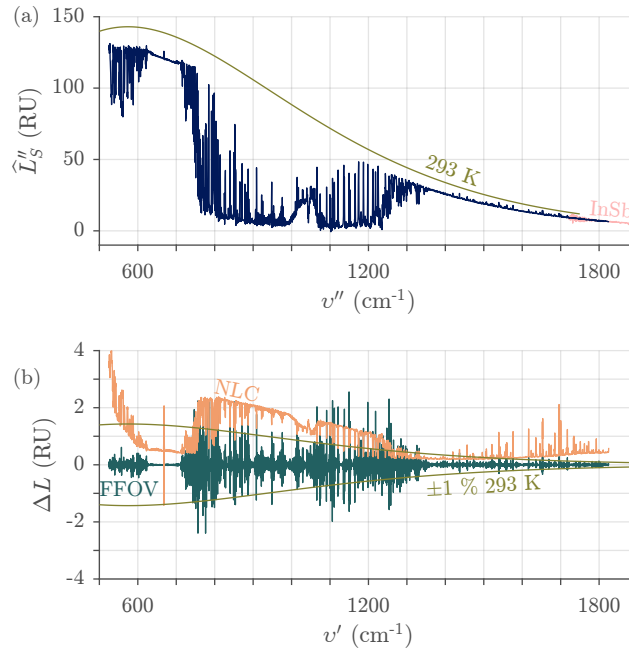 (a)
150
100
50
0
L̂″_S (RU)
293 K
InSb
600
1200
1800
υ″ (cm⁻¹)
(b)
4
2
0
-2
-4
ΔL (RU)
NLC
FFOV
±1 % 293 K
600
1200
1800
υ′ (cm⁻¹)